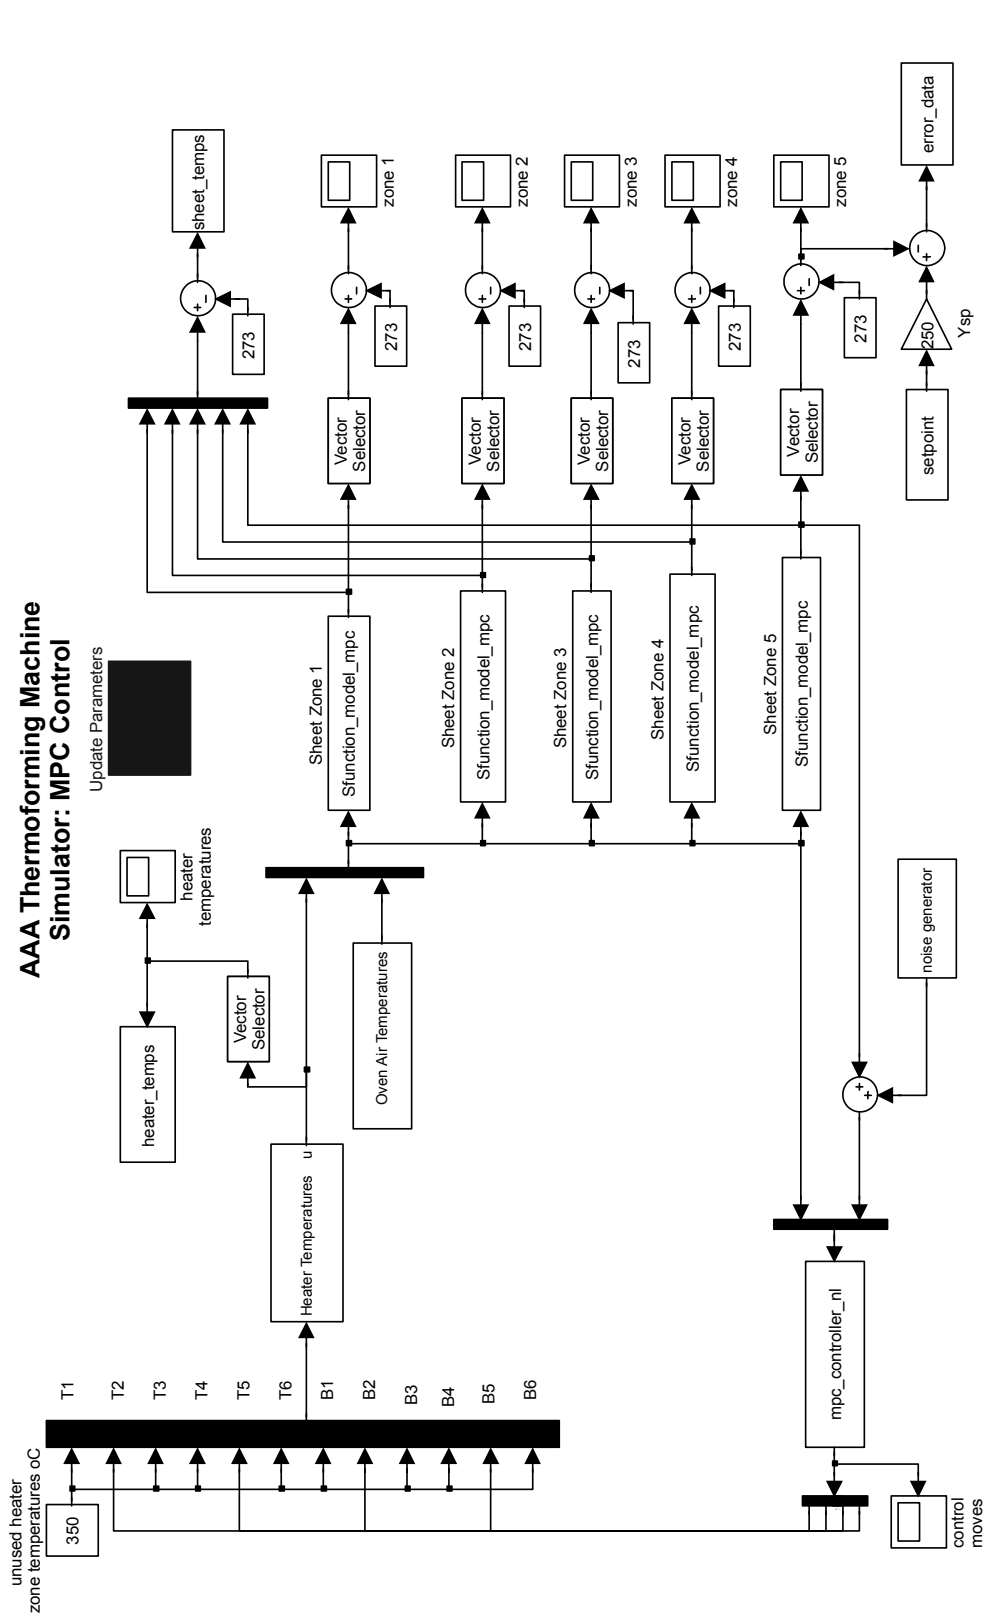 AAA Thermoforming Machine
Simulator: MPC Control
Update Parameters
unused heater
zone temperatures oC
350
T1
T2
T3
T4
T5
T6
B1
B2
B3
B4
B5
B6
Heater Temperatures
u
heater_temps
Vector
Selector
heater
temperatures
Oven Air Temperatures
Sheet Zone 1
Sfunction_model_mpc
Sheet Zone 2
Sfunction_model_mpc
Sheet Zone 3
Sfunction_model_mpc
Sheet Zone 4
Sfunction_model_mpc
Sheet Zone 5
Sfunction_model_mpc
273
+
-
sheet_temps
Vector
Selector
273
+
-
zone 1
Vector
Selector
273
+
-
zone 2
Vector
Selector
273
+
-
zone 3
Vector
Selector
273
+
-
zone 4
Vector
Selector
273
+
-
zone 5
setpoint
250
Ysp
+
-
error_data
noise generator
+
+
mpc_controller_nl
control
moves